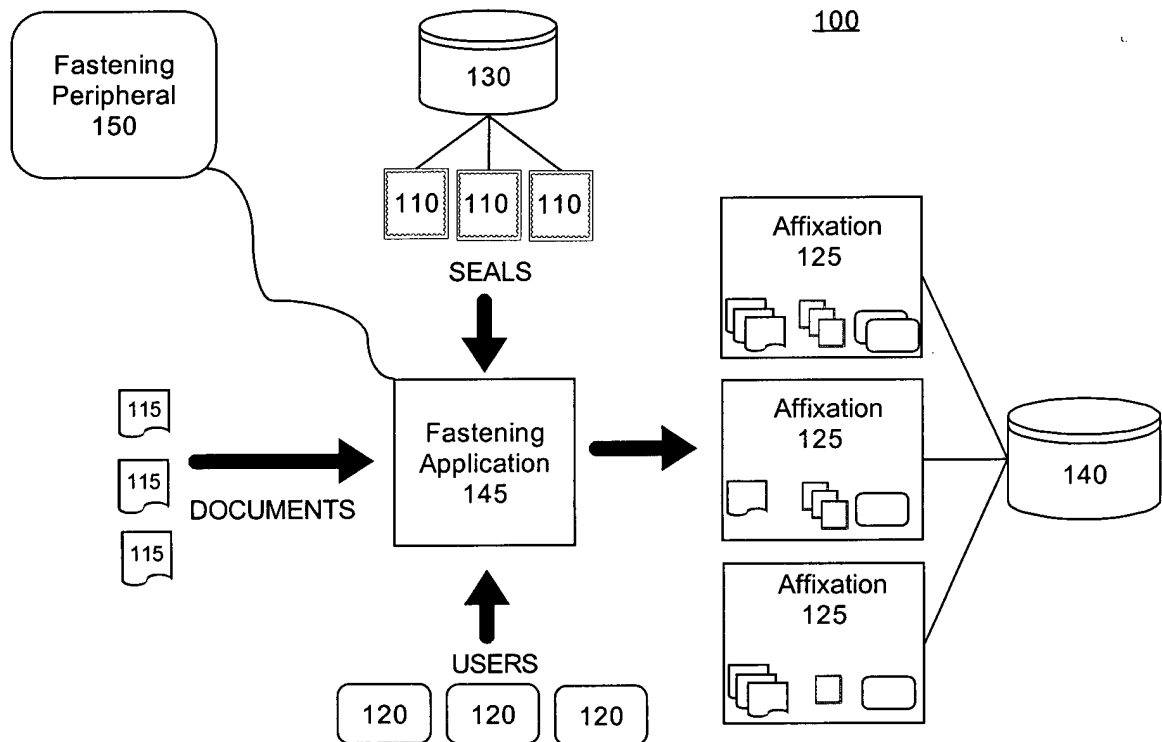 100
Fastening
Peripheral
150
130
110 110 110
SEALS
Affixation
125
115
115
115
DOCUMENTS
Fastening
Application
145
Affixation
125
140
Affixation
125
USERS
120 120 120